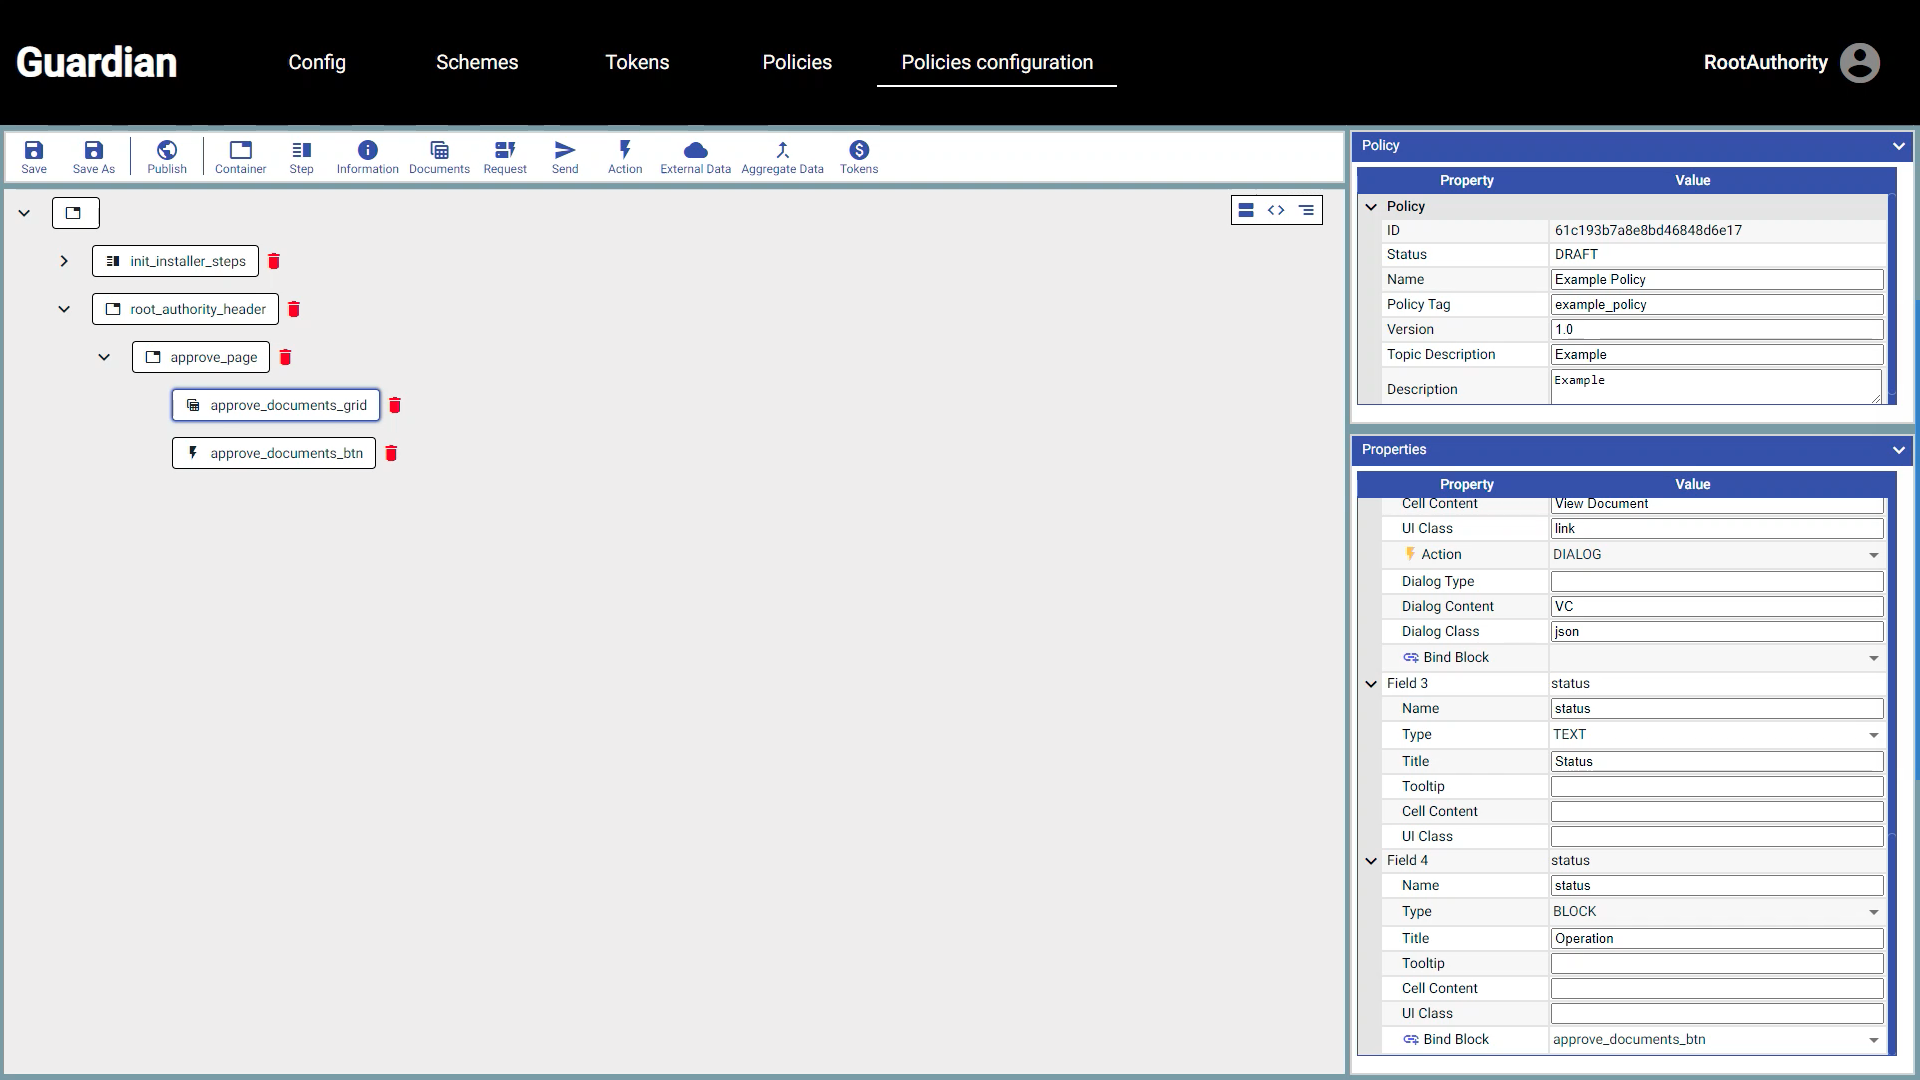 Guardian
Config
Schemes
Tokens
Policies
Policies configuration
RootAuthority
Save
Save As
Publish
Container
Step
Information
Documents
Request
Send
Action
External Data
Aggregate Data
Tokens
init_installer_steps
root_authority_header
approve_page
approve_documents_grid
approve_documents_btn
Policy
Property Value
Policy
ID 61c193b7a8e8bd46848d6e17
Status DRAFT
Name Example Policy
Policy Tag example_policy
Version 1.0
Topic Description Example
Description Example
Properties
Property Value
Cell Content View Document
UI Class link
Action DIALOG
Dialog Type
Dialog Content VC
Dialog Class json
Bind Block
Field 3 status
Name status
Type TEXT
Title Status
Tooltip
Cell Content
UI Class
Field 4 status
Name status
Type BLOCK
Title Operation
Tooltip
Cell Content
UI Class
Bind Block approve_documents_btn